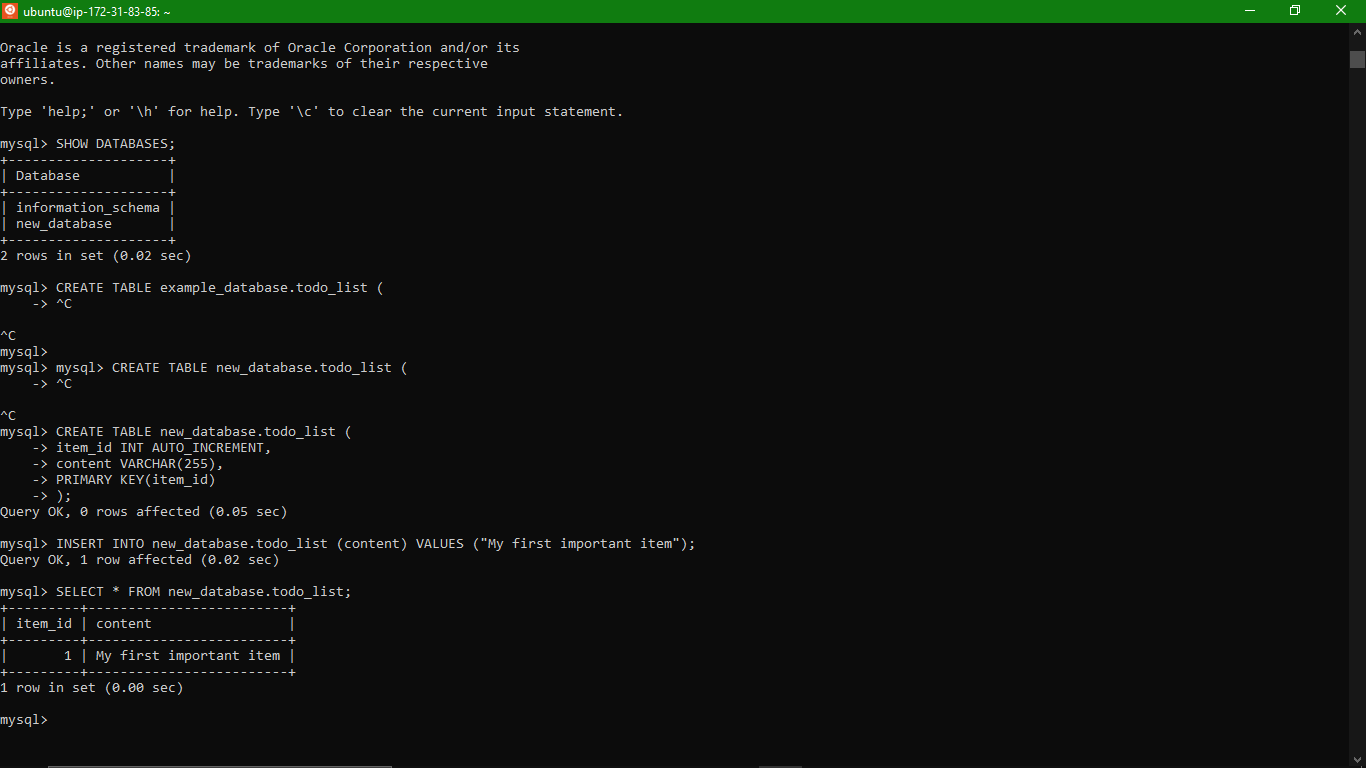 ubuntu@ip-172-31-83-85: ~
Oracle is a registered trademark of Oracle Corporation and/or its
affiliates. Other names may be trademarks of their respective
owners.
Type 'help;' or '\h' for help. Type '\c' to clear the current input statement.
mysql> SHOW DATABASES;
+--------------------+
| Database           |
+--------------------+
| information_schema |
| new_database       |
+--------------------+
2 rows in set (0.02 sec)
mysql> CREATE TABLE example_database.todo_list (
    -> ^C
^C
mysql>
mysql> mysql> CREATE TABLE new_database.todo_list (
    -> ^C
^C
mysql> CREATE TABLE new_database.todo_list (
    -> item_id INT AUTO_INCREMENT,
    -> content VARCHAR(255),
    -> PRIMARY KEY(item_id)
    -> );
Query OK, 0 rows affected (0.05 sec)
mysql> INSERT INTO new_database.todo_list (content) VALUES ("My first important item");
Query OK, 1 row affected (0.02 sec)
mysql> SELECT * FROM new_database.todo_list;
+---------+-------------------------+
| item_id | content                 |
+---------+-------------------------+
|       1 | My first important item |
+---------+-------------------------+
1 row in set (0.00 sec)
mysql>